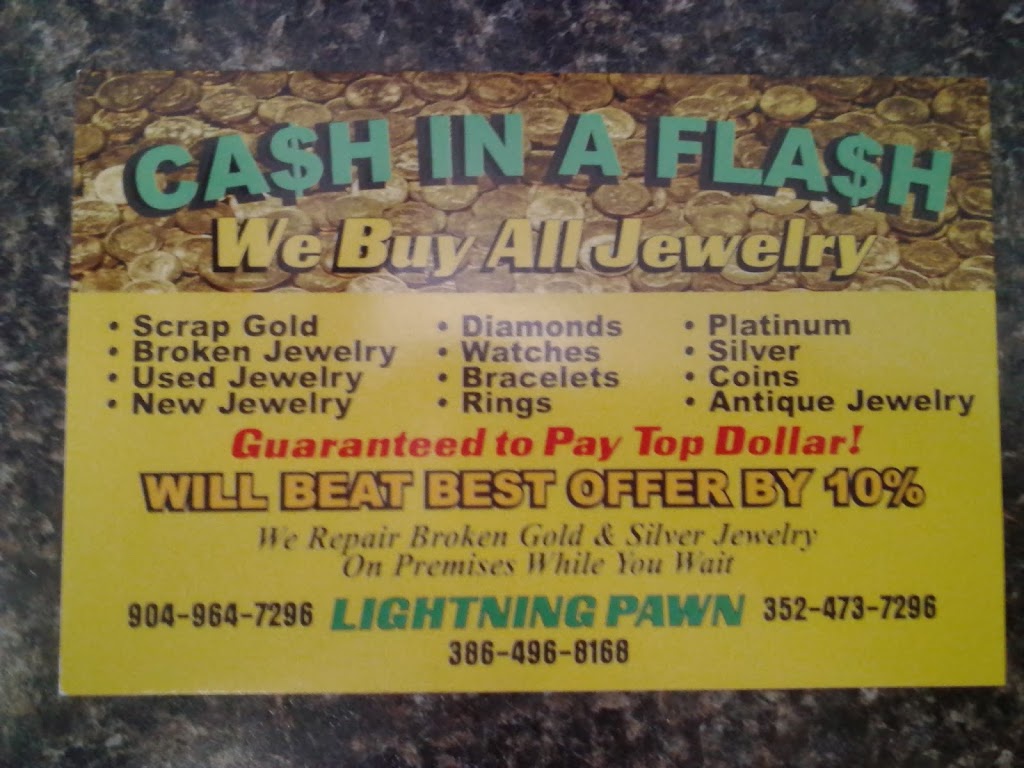 CA$H IN A FLA$H
We Buy All Jewelry
• Scrap Gold
• Broken Jewelry
• Used Jewelry
• New Jewelry
• Diamonds
• Watches
• Bracelets
• Rings
• Platinum
• Silver
• Coins
• Antique Jewelry
Guaranteed to Pay Top Dollar!
WILL BEAT BEST OFFER BY 10%
We Repair Broken Gold & Silver Jewelry
On Premises While You Wait
904-964-7296 LIGHTNING PAWN 352-473-7296
386-496-8168